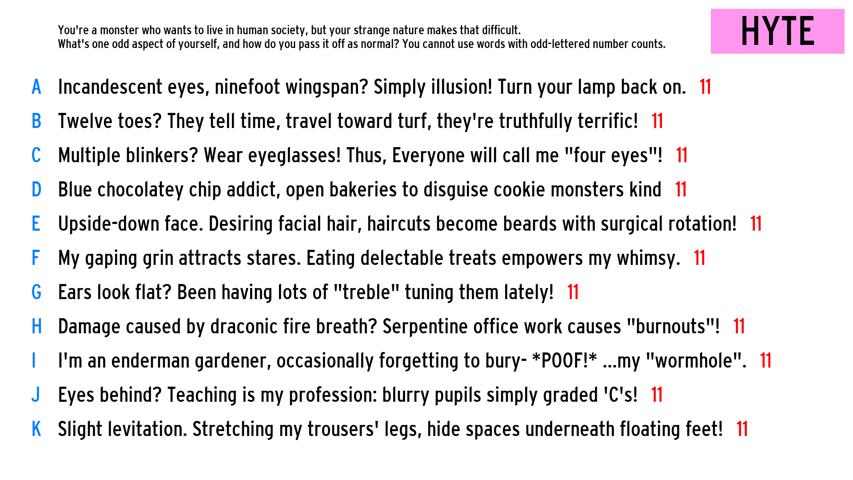 You're a monster who wants to live in human society, but your strange nature makes that difficult.
What's one odd aspect of yourself, and how do you pass it off as normal? You cannot use words with odd-lettered number counts.
HYTE
A Incandescent eyes, ninefoot wingspan? Simply illusion! Turn your lamp back on. 11
B Twelve toes? They tell time, travel toward turf, they're truthfully terrific! 11
C Multiple blinkers? Wear eyeglasses! Thus, Everyone will call me "four eyes"! 11
D Blue chocolatey chip addict, open bakeries to disguise cookie monsters kind 11
E Upside-down face. Desiring facial hair, haircuts become beards with surgical rotation! 11
F My gaping grin attracts stares. Eating delectable treats empowers my whimsy. 11
G Ears look flat? Been having lots of "treble" tuning them lately! 11
H Damage caused by draconic fire breath? Serpentine office work causes "burnouts"! 11
I I'm an enderman gardener, occasionally forgetting to bury- *POOF!* ...my "wormhole". 11
J Eyes behind? Teaching is my profession: blurry pupils simply graded 'C's! 11
K Slight levitation. Stretching my trousers' legs, hide spaces underneath floating feet! 11